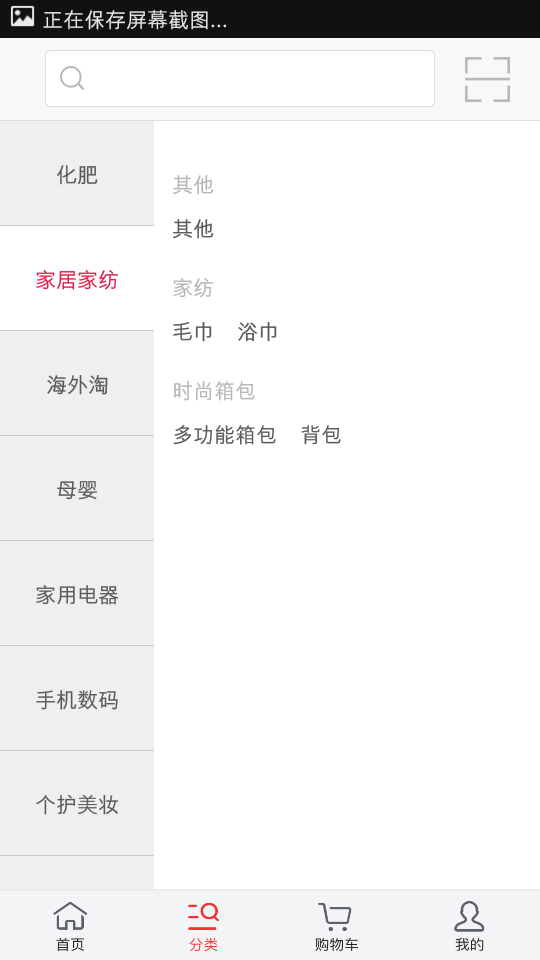 正在保存屏幕截图...
化肥
家居家纺
海外淘
母婴
家用电器
手机数码
个护美妆
其他
其他
家纺
毛巾 浴巾
时尚箱包
多功能箱包 背包
首页 分类 购物车 我的